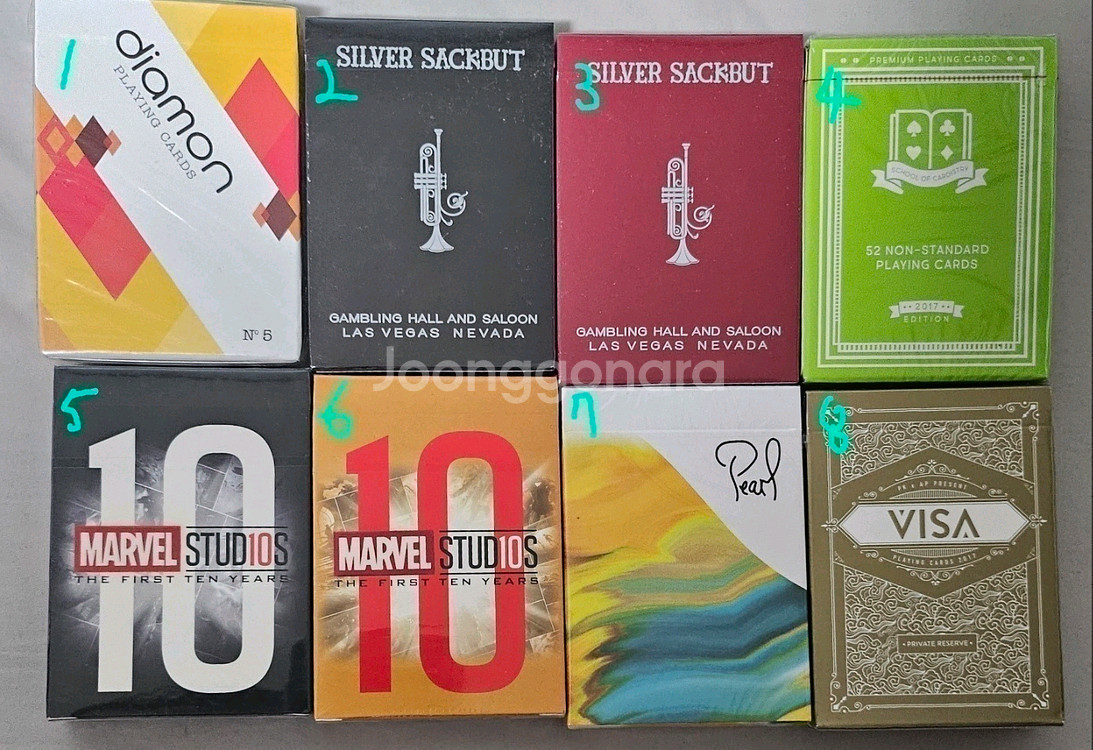 1
diamon
PLAYING CARDS
Nº 5
2
SILVER SACKBUT
GAMBLING HALL AND SALOON
LAS VEGAS NEVADA
3
SILVER SACKBUT
GAMBLING HALL AND SALOON
LAS VEGAS NEVADA
4
PREMIUM PLAYING CARDS
SCHOOL OF CARDISTRY
52 NON-STANDARD
PLAYING CARDS
2017
EDITION
Joonggonara
5
10
MARVEL STUD10S
THE FIRST TEN YEARS
6
10
MARVEL STUD10S
THE FIRST TEN YEARS
7
Pearl
8
PK & AP PRESENT
VISA
PLAYING CARDS 2017
• PRIVATE RESERVE •